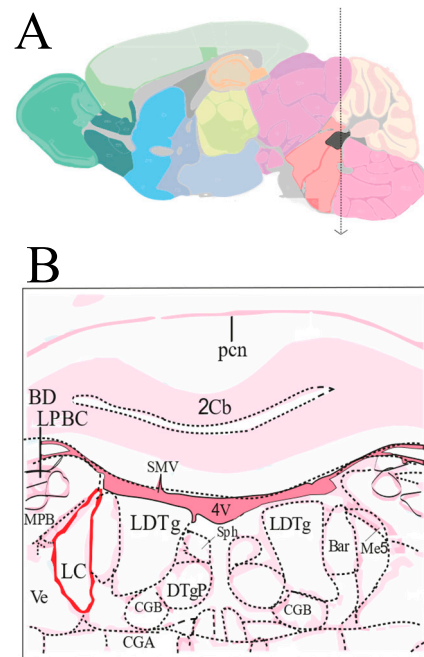 A
B
pcn
2Cb
BD
LPBC
SMV
4V
MPB
LDTg
Sph
LDTg
Bar
Me5
LC
Ve
DTgP
CGB
CGB
CGA